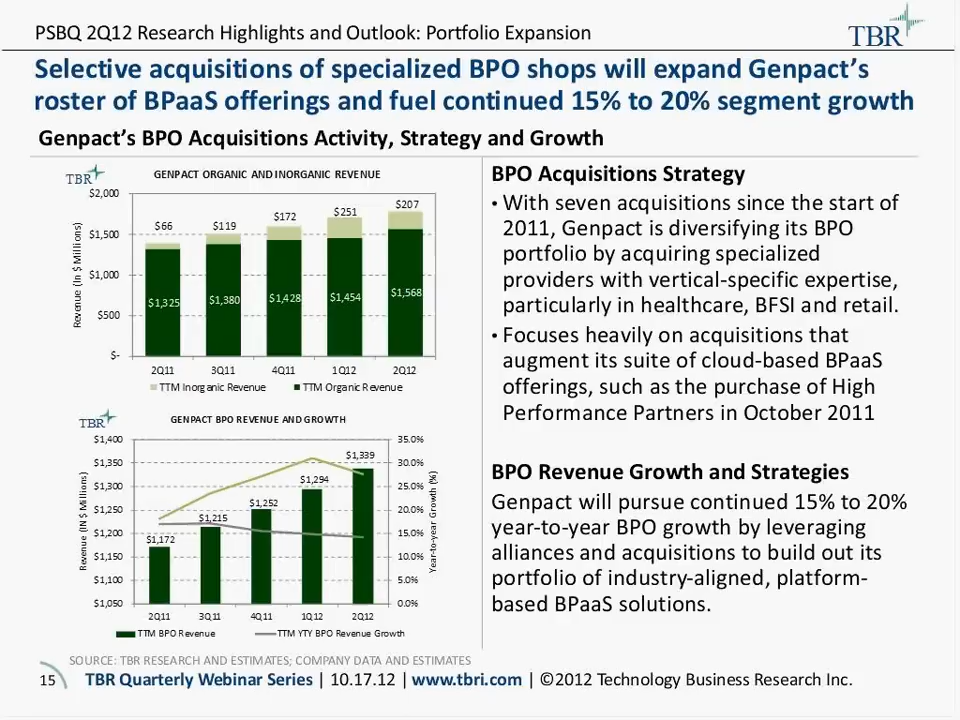 PSBQ 2Q12 Research Highlights and Outlook: Portfolio Expansion
TBR
Selective acquisitions of specialized BPO shops will expand Genpact's
roster of BPaaS offerings and fuel continued 15% to 20% segment growth
Genpact's BPO Acquisitions Activity, Strategy and Growth
TBR
GENPACT ORGANIC AND INORGANIC REVENUE
Revenue (In $ Millions)
$2,000
$1,500
$1,000
$500
$-
$66
$119
$172
$251
$207
$1,325
$1,380
$1,428
$1,454
$1,568
2Q11
3Q11
4Q11
1Q12
2Q12
TTM Inorganic Revenue
TTM Organic Revenue
TBR
GENPACT BPO REVENUE AND GROWTH
Revenue (IN $ Millions)
$1,400
$1,350
$1,300
$1,250
$1,200
$1,150
$1,100
$1,050
$1,172
$1,215
$1,252
$1,294
$1,339
35.0%
30.0%
25.0%
20.0%
15.0%
10.0%
5.0%
0.0%
Year-to-year Growth (%)
2Q11
3Q11
4Q11
1Q12
2Q12
TTM BPO Revenue
TTM YTY BPO Revenue Growth
BPO Acquisitions Strategy
• With seven acquisitions since the start of
2011, Genpact is diversifying its BPO
portfolio by acquiring specialized
providers with vertical-specific expertise,
particularly in healthcare, BFSI and retail.
• Focuses heavily on acquisitions that
augment its suite of cloud-based BPaaS
offerings, such as the purchase of High
Performance Partners in October 2011
BPO Revenue Growth and Strategies
Genpact will pursue continued 15% to 20%
year-to-year BPO growth by leveraging
alliances and acquisitions to build out its
portfolio of industry-aligned, platform-
based BPaaS solutions.
SOURCE: TBR RESEARCH AND ESTIMATES; COMPANY DATA AND ESTIMATES
15
TBR Quarterly Webinar Series | 10.17.12 | www.tbri.com | ©2012 Technology Business Research Inc.